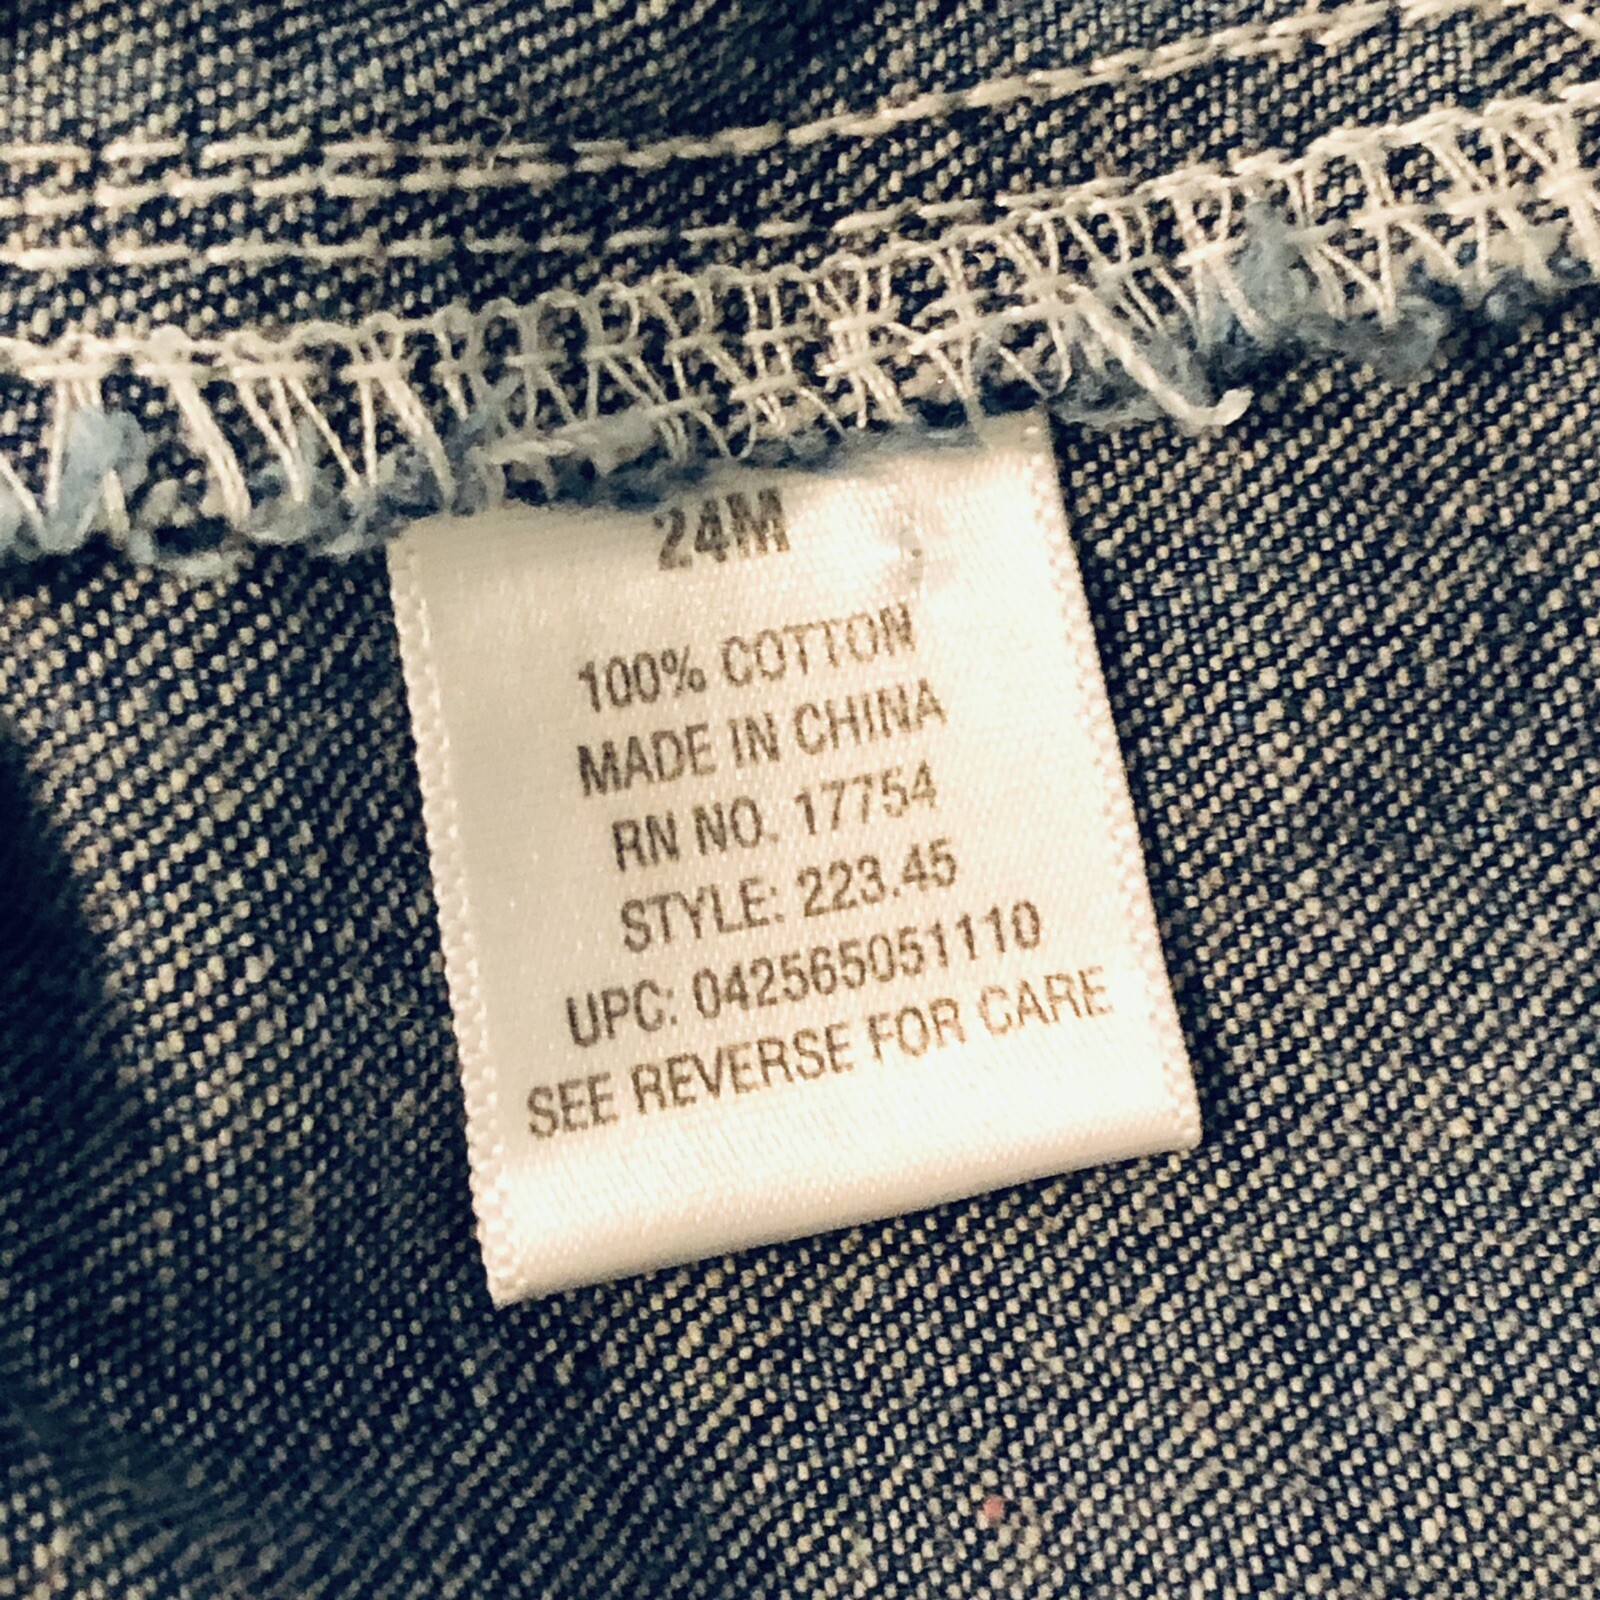 24M
100% COTTON
MADE IN CHINA
RN NO. 17754
STYLE: 223.45
UPC: 042565051110
SEE REVERSE FOR CARE